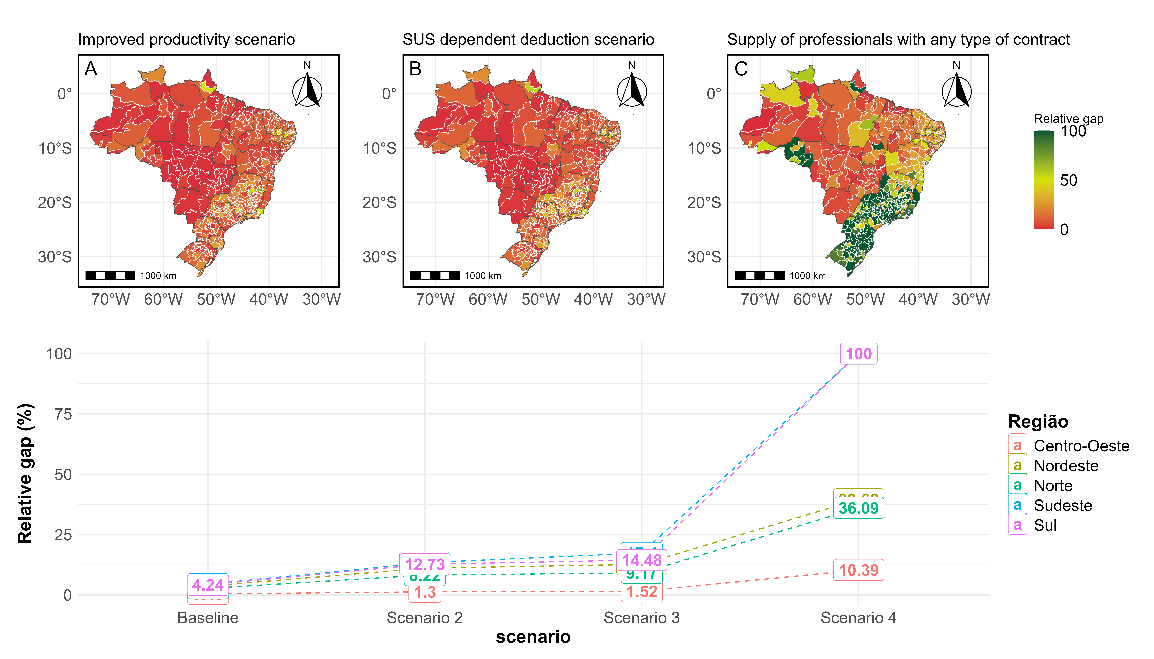 Improved productivity scenario
SUS dependent deduction scenario
Supply of professionals with any type of contract
A
N
0°
10°S
20°S
30°S
1000 km
70°W 60°W 50°W 40°W 30°W
B
N
0°
10°S
20°S
30°S
1000 km
70°W 60°W 50°W 40°W 30°W
C
N
0°
10°S
20°S
30°S
1000 km
70°W 60°W 50°W 40°W 30°W
Relative gap
100
50
0
Relative gap (%)
100
75
50
25
0
4.24
12.73
8.22
1.3
14.48
9.17
1.52
100
36.09
10.39
Baseline Scenario 2 Scenario 3 Scenario 4
scenario
Região
a Centro-Oeste
a Nordeste
a Norte
a Sudeste
a Sul